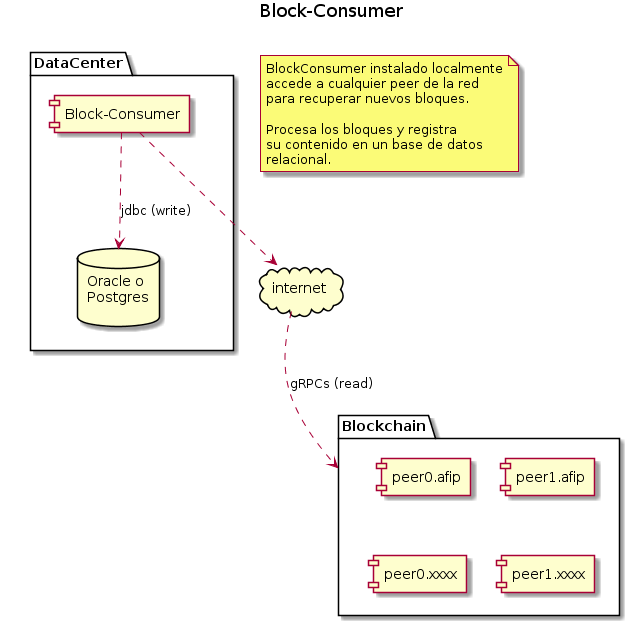 Block-Consumer
DataCenter
BlockConsumer instalado localmente
accede a cualquier peer de la red
para recuperar nuevos bloques.
Procesa los bloques y registra
su contenido en un base de datos
relacional.
Block-Consumer
jdbc (write)
Oracle o
Postgres
internet
gRPCs (read)
Blockchain
peer0.afip
peer1.afip
peer0.xxxx
peer1.xxxx